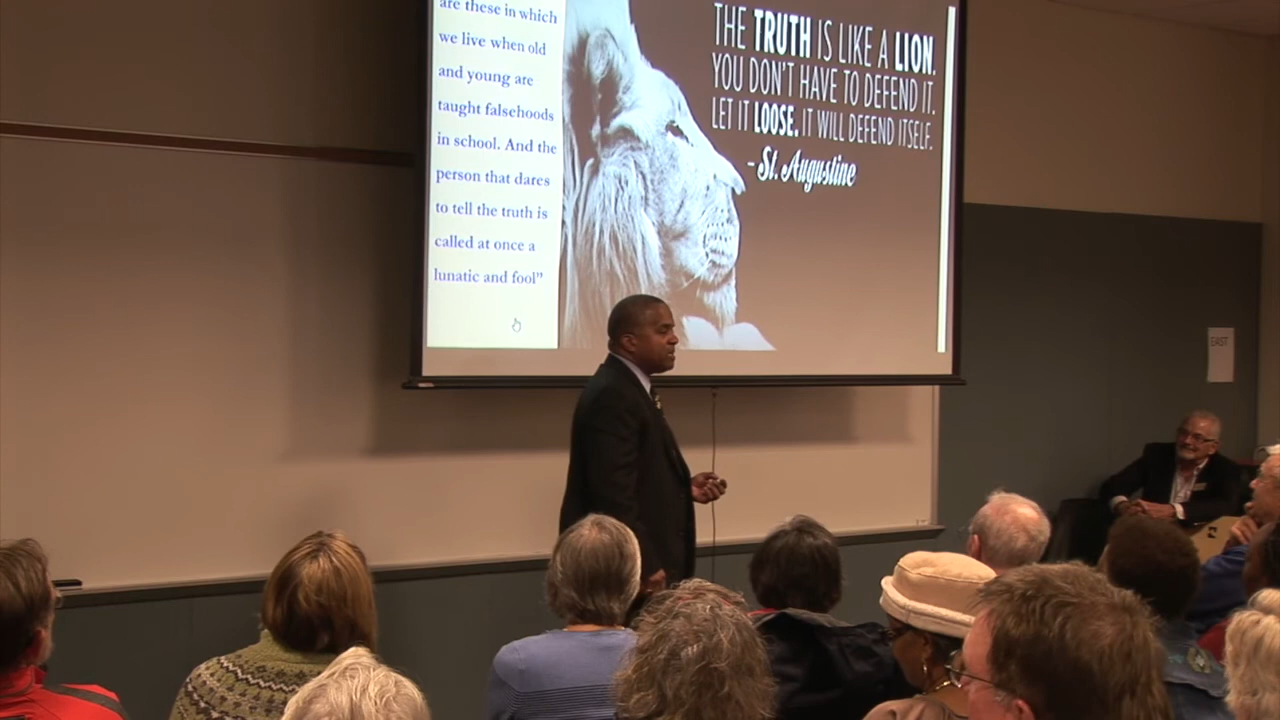 are these in which
we live when old
and young are
taught falsehoods
in school. And the
person that dares
to tell the truth is
called at once a
lunatic and fool"
THE TRUTH IS LIKE A LION.
YOU DON'T HAVE TO DEFEND IT.
LET IT LOOSE. IT WILL DEFEND ITSELF.
- St. Augustine
EAST